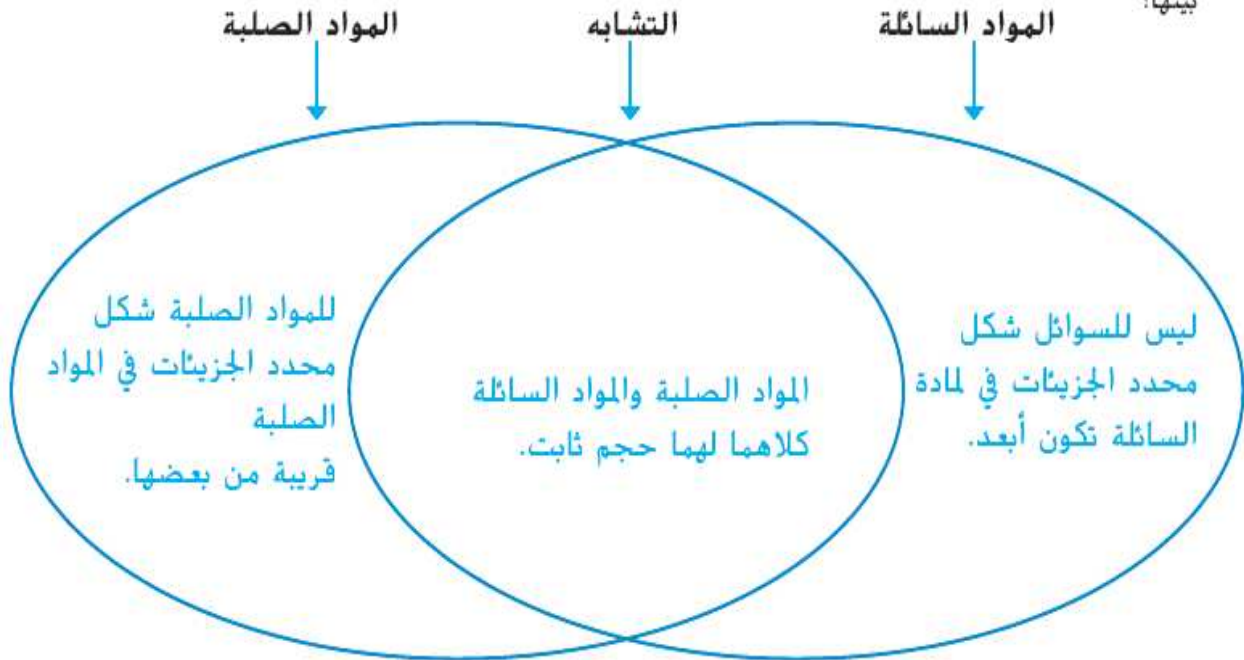 بينها:
المواد السائلة
التشابه
المواد الصلبة
ليس للسوائل شكل
محدد الجزيئات في لمادة
السائلة تكون أبعد.
المواد الصلبة والمواد السائلة
كلاهما لهما حجم ثابت.
للمواد الصلبة شكل
محدد الجزيئات في المواد
الصلبة
قريبة من بعضها.